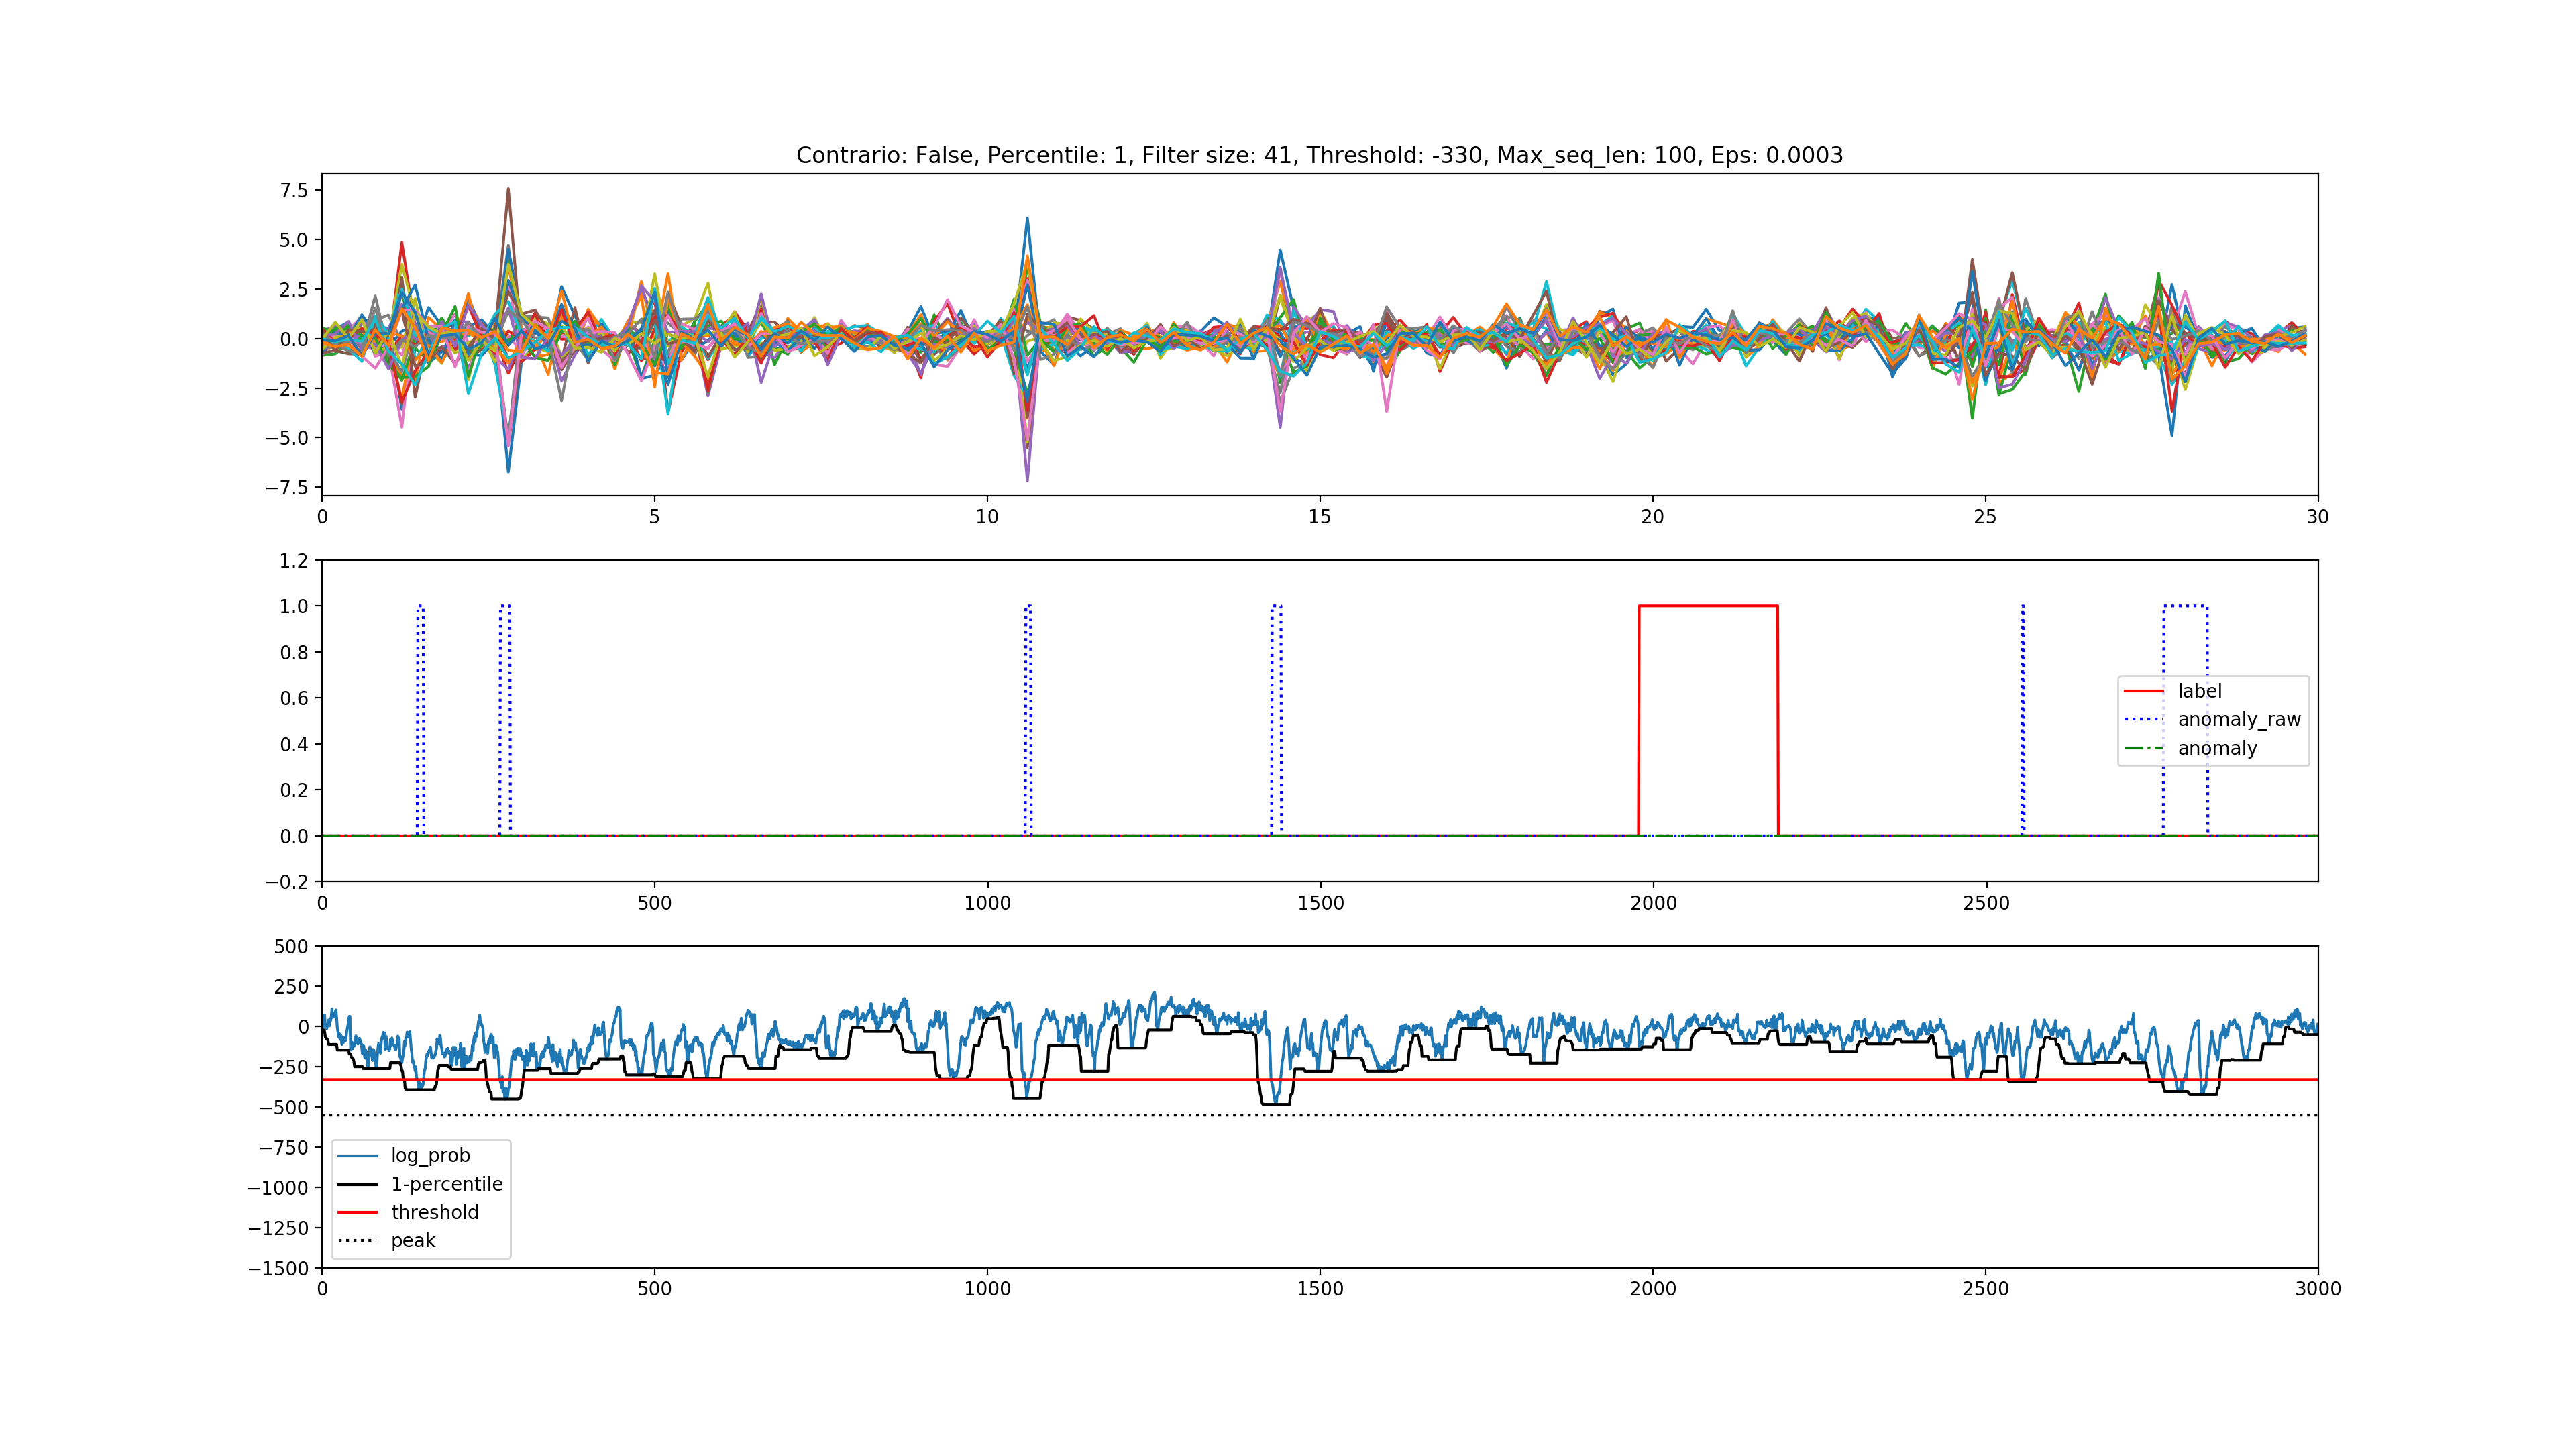 Contrario: False, Percentile: 1, Filter size: 41, Threshold: -330, Max_seq_len: 100, Eps: 0.0003
7.5
5.0
2.5
0.0
−2.5
−5.0
−7.5
0 5 10 15 20 25 30
1.2
1.0
0.8
0.6
0.4
0.2
0.0
−0.2
label
anomaly_raw
anomaly
0 500 1000 1500 2000 2500
500
250
0
−250
−500
−750
−1000
−1250
−1500
log_prob
1-percentile
threshold
peak
0 500 1000 1500 2000 2500 3000